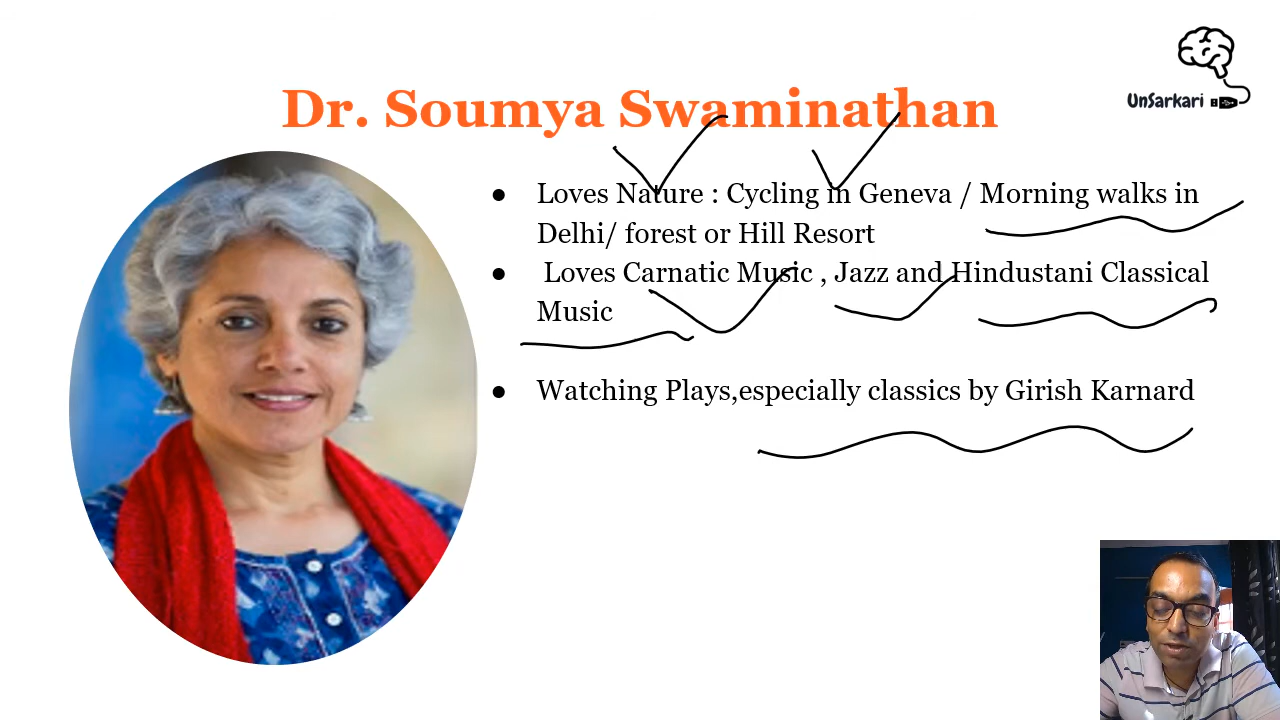 UnSarkari
Dr. Soumya Swaminathan
● Loves Nature : Cycling in Geneva / Morning walks in
Delhi/ forest or Hill Resort
● Loves Carnatic Music , Jazz and Hindustani Classical
Music
● Watching Plays,especially classics by Girish Karnard